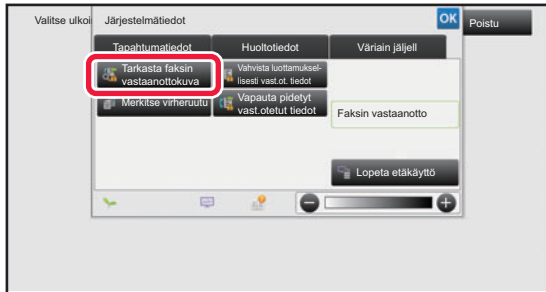 Valitse ulkoi
Järjestelmätiedot
OK
Poistu
Tapahtumatiedot
Huoltotiedot
Väriain jäljell
Tarkasta faksin
vastaanottokuva
Vahvista luottamuksel-
lisesti vast.ot. tiedot
Merkitse virheruutu
Vapauta pidetyt
vast.otetut tiedot
Faksin vastaanotto
Lopeta etäkäyttö